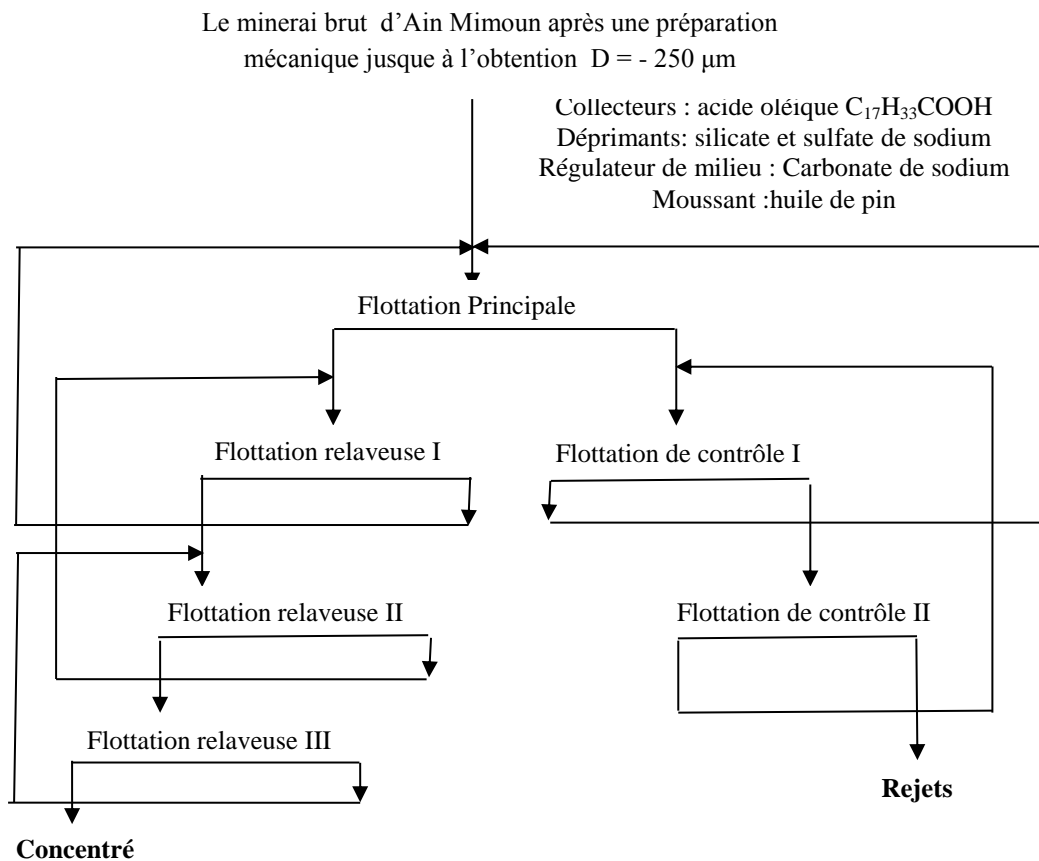 Le minerai brut d’Ain Mimoun après une préparation
mécanique jusque à l’obtention D = - 250 µm
Collecteurs : acide oléique C₁₇H₃₃COOH
Déprimants: silicate et sulfate de sodium
Régulateur de milieu : Carbonate de sodium
Moussant :huile de pin
Flottation Principale
Flottation relaveuse I
Flottation de contrôle I
Flottation relaveuse II
Flottation de contrôle II
Flottation relaveuse III
Rejets
Concentré